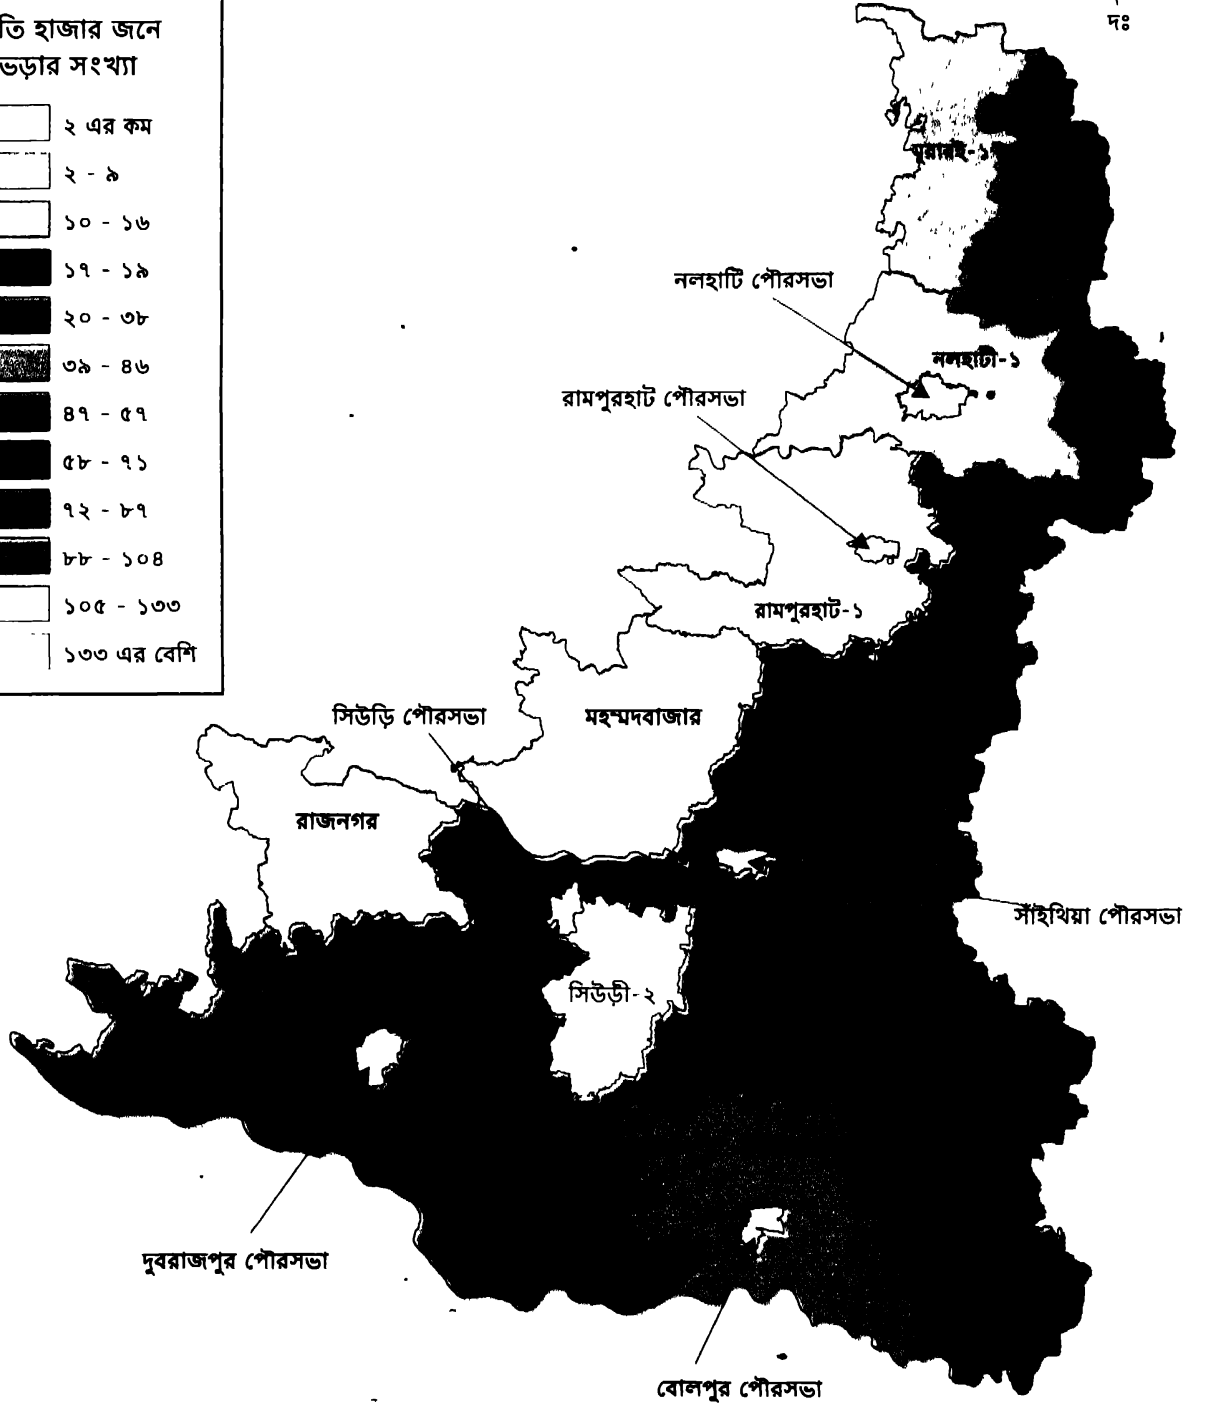 তি হাজার জনে
ভেড়ার সংখ্যা
২ এর কম
২ - ৯
১০ - ১৬
১৭ - ১৯
২০ - ৩৮
৩৯ - ৪৬
৪৭ - ৫৭
৫৮ - ৭১
৭২ - ৮৭
৮৮ - ১০৪
১০৫ - ১৩৩
১৩৩ এর বেশি
দঃ
মুরারই-১
নলহাটি পৌরসভা
নলহাটী-১
রামপুরহাট পৌরসভা
রামপুরহাট-১
সিউড়ি পৌরসভা
মহম্মদবাজার
রাজনগর
সাঁইথিয়া পৌরসভা
সিউড়ী-২
দুবরাজপুর পৌরসভা
বোলপুর পৌরসভা